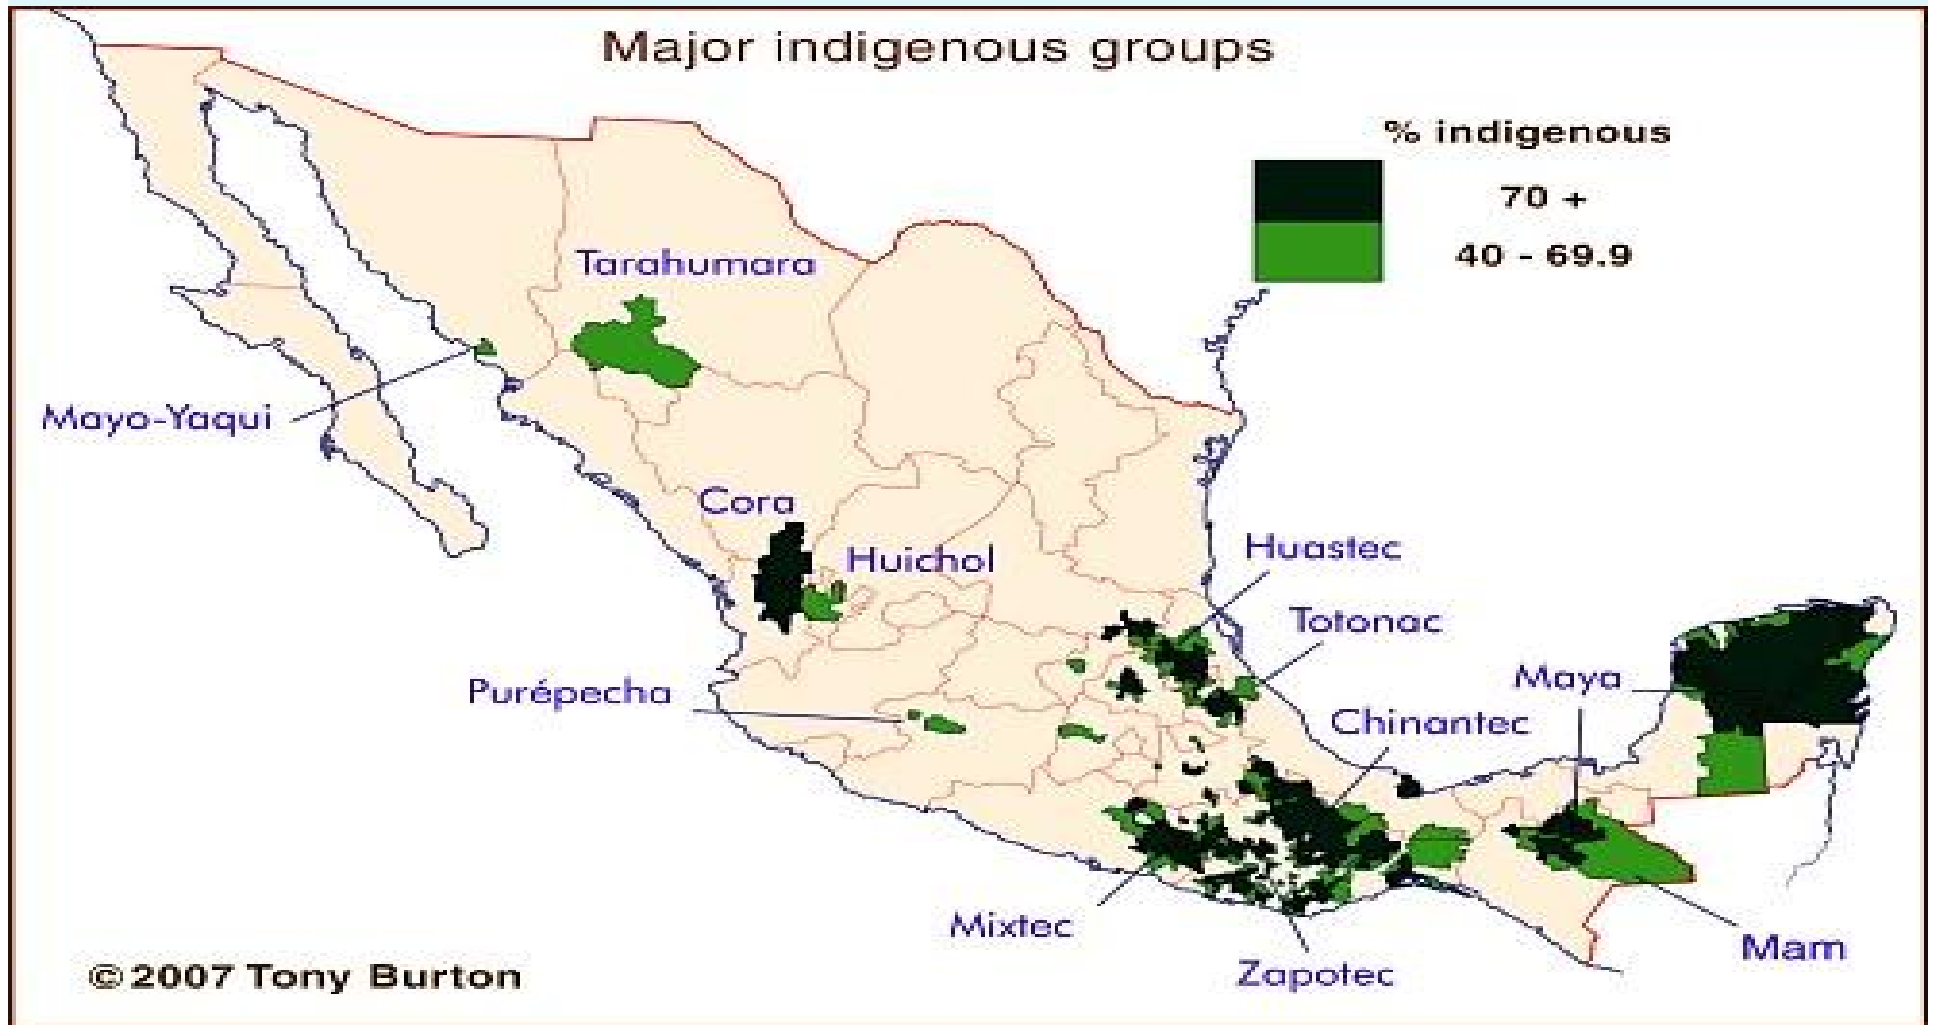 Major indigenous groups
% indigenous
70 +
40 - 69.9
Tarahumara
Mayo-Yaqui
Cora
Huichol
Huastec
Totonac
Maya
Purépecha
Chinantec
Mixtec
Mam
Zapotec
© 2007 Tony Burton